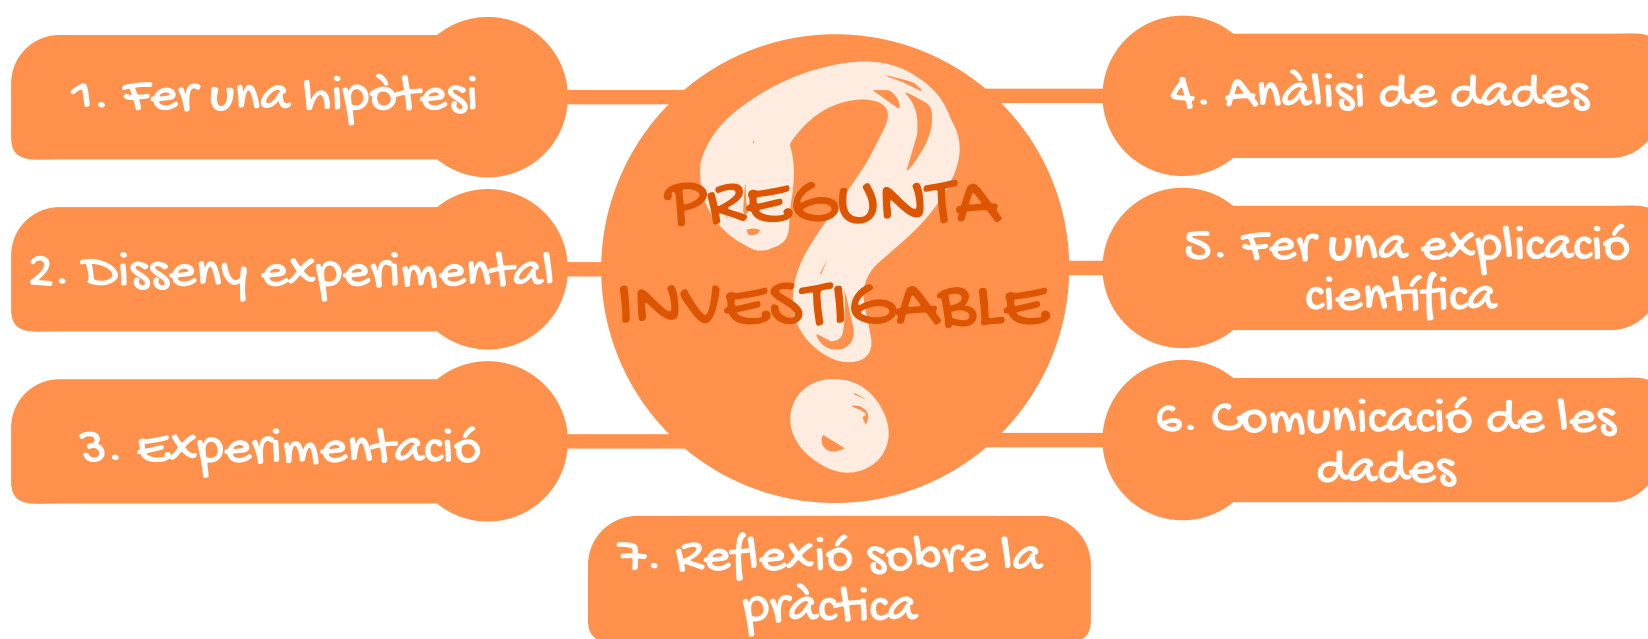 1. Fer una hipòtesi
2. Disseny experimental
3. Experimentació
PREGUNTA
INVESTIGABLE
4. Anàlisi de dades
5. Fer una explicació
científica
6. Comunicació de les
dades
7. Reflexió sobre la
pràctica